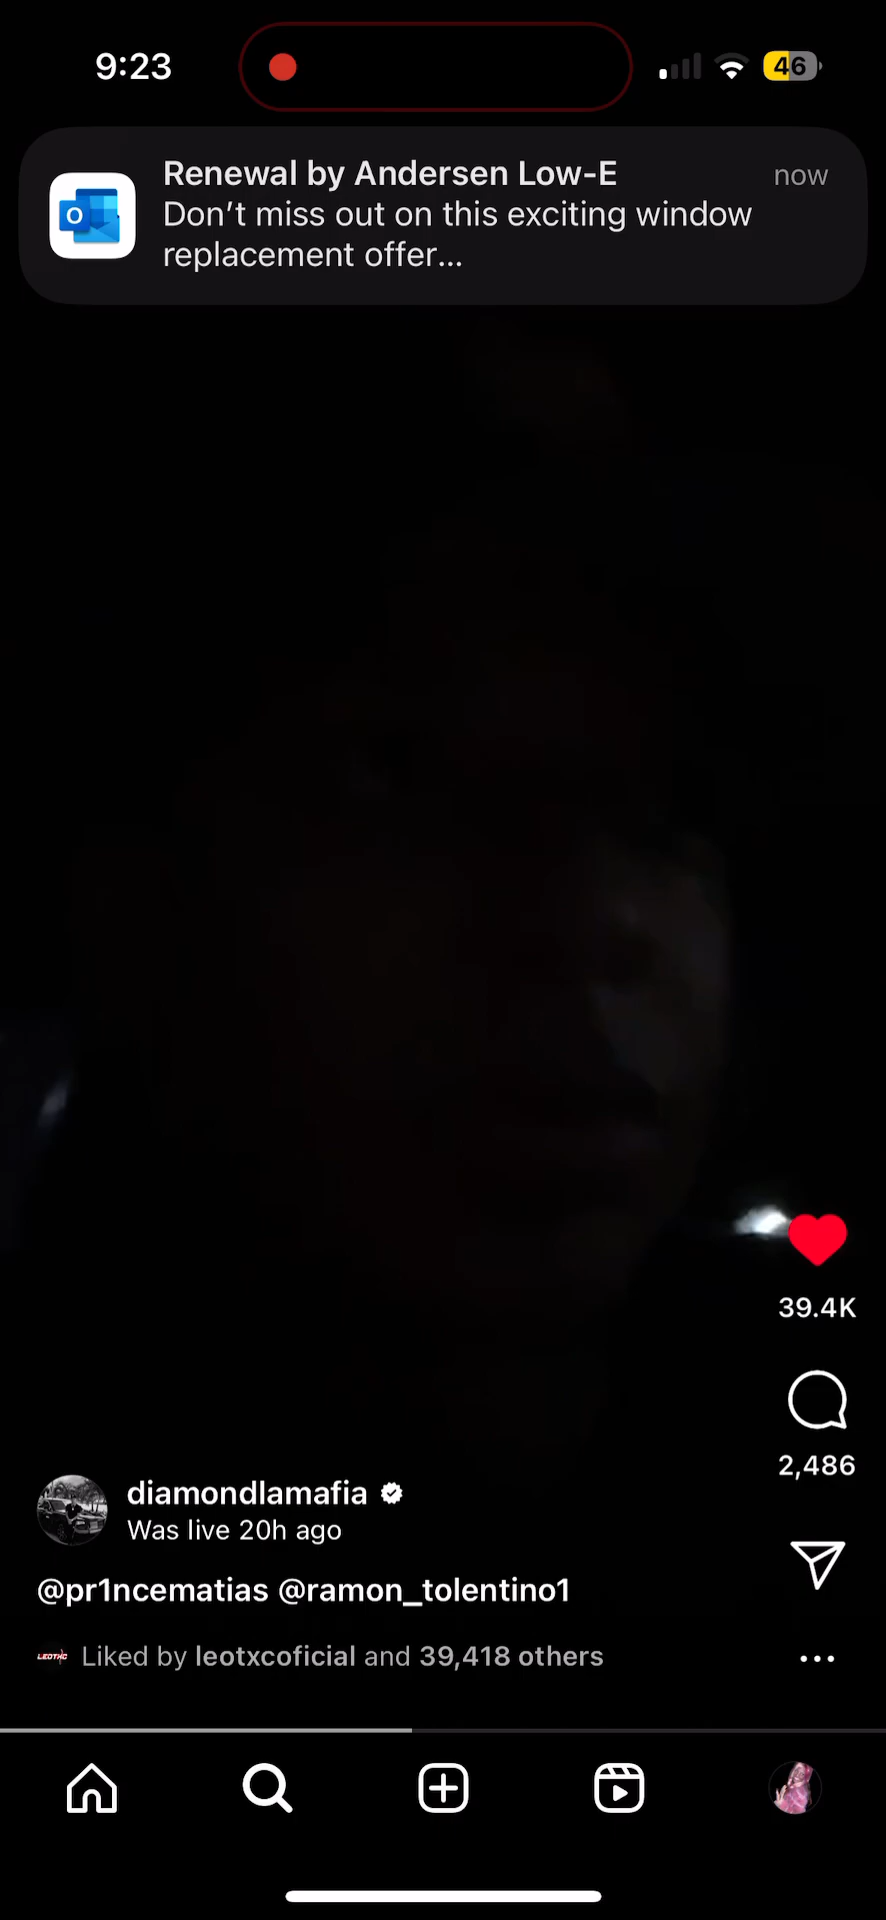 9:23
46
Renewal by Andersen Low-E
now
Don’t miss out on this exciting window
replacement offer...
O
39.4K
2,486
diamondlamafia
Was live 20h ago
@pr1ncematias @ramon_tolentino1
LEOTXC
Liked by leotxcoficial and 39,418 others